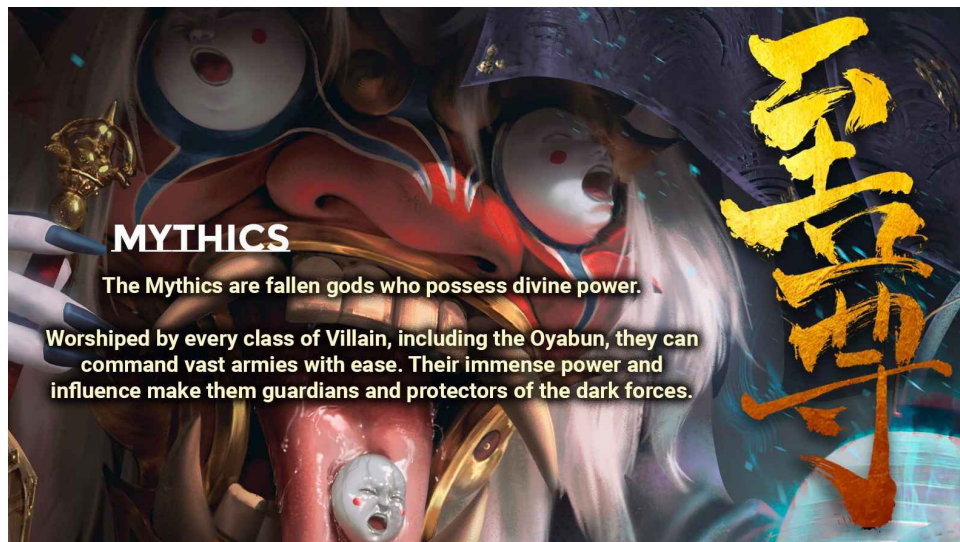 MYTHICS
The Mythics are fallen gods who possess divine power.
Worshiped by every class of Villain, including the Oyabun, they can
command vast armies with ease. Their immense power and
influence make them guardians and protectors of the dark forces.
至尊